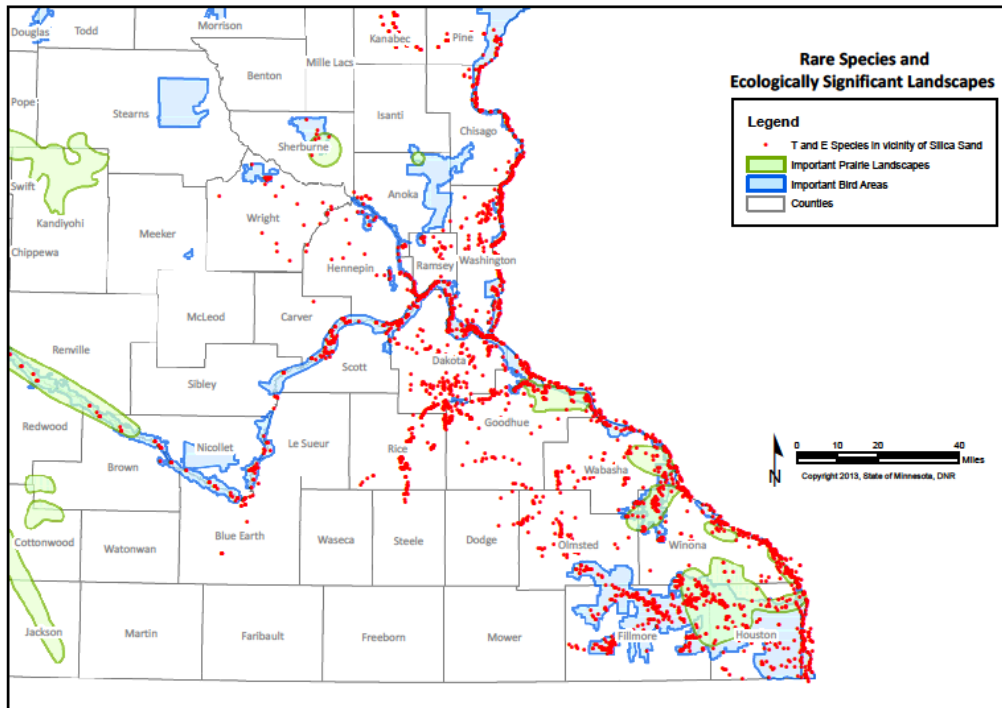 Rare Species and
Ecologically Significant Landscapes
Legend
T and E Species in vicinity of Silica Sand
Important Prairie Landscapes
Important Bird Areas
Counties
Douglas
Todd
Morrison
Kanabec
Pine
Mille Lacs
Benton
Pope
Stearns
Isanti
Chisago
Sherburne
Swift
Anoka
Kandiyohi
Wright
Meeker
Chippewa
Hennepin
Ramsey
Washington
McLeod
Carver
Renville
Scott
Dakota
Sibley
Redwood
Nicollet
Le Sueur
Rice
Goodhue
Brown
Wabasha
N
0 10 20 40
Miles
Copyright 2013, State of Minnesota, DNR
Cottonwood
Watonwan
Blue Earth
Waseca
Steele
Dodge
Olmsted
Winona
Jackson
Martin
Faribault
Freeborn
Mower
Fillmore
Houston